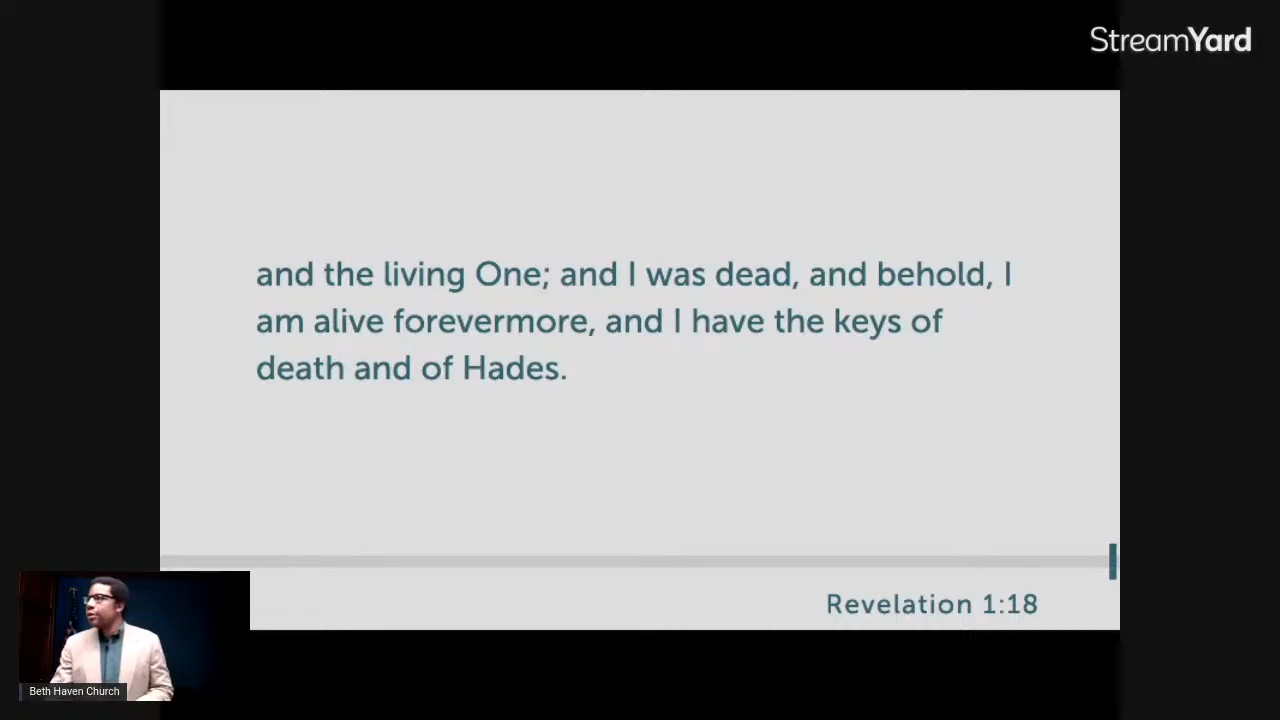 StreamYard
and the living One; and I was dead, and behold, I
am alive forevermore, and I have the keys of
death and of Hades.
Revelation 1:18
Beth Haven Church